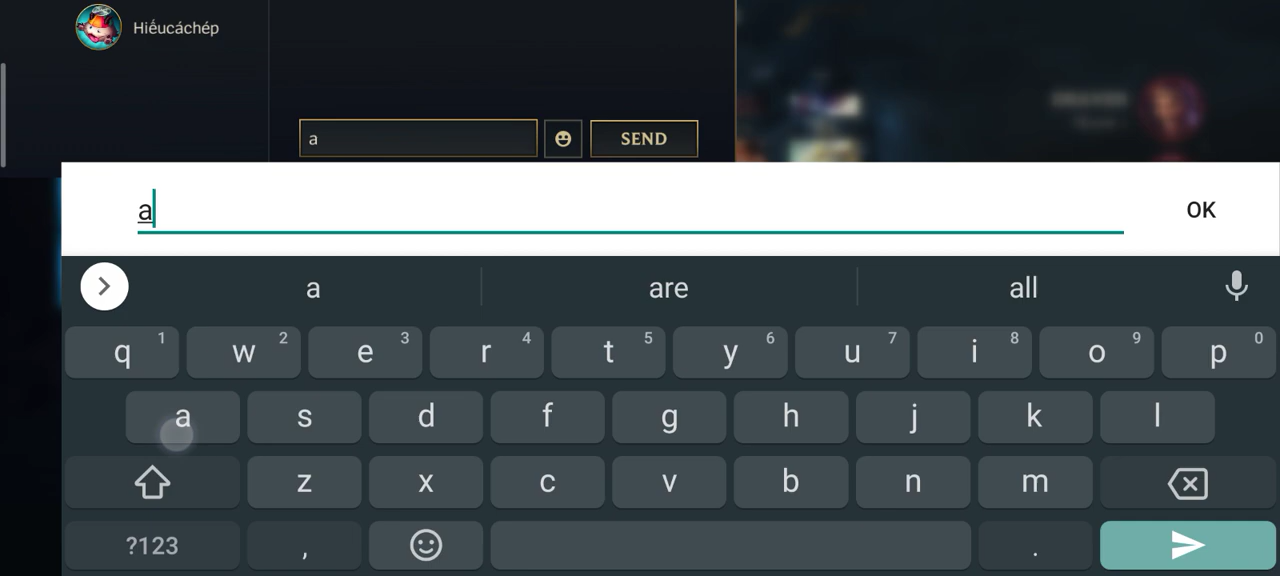 Hiếucáchép
a
SEND
a
OK
a are all
q 1 w 2 e 3 r 4 t 5 y 6 u 7 i 8 o 9 p 0
a s d f g h j k l
z x c v b n m
?123 , .